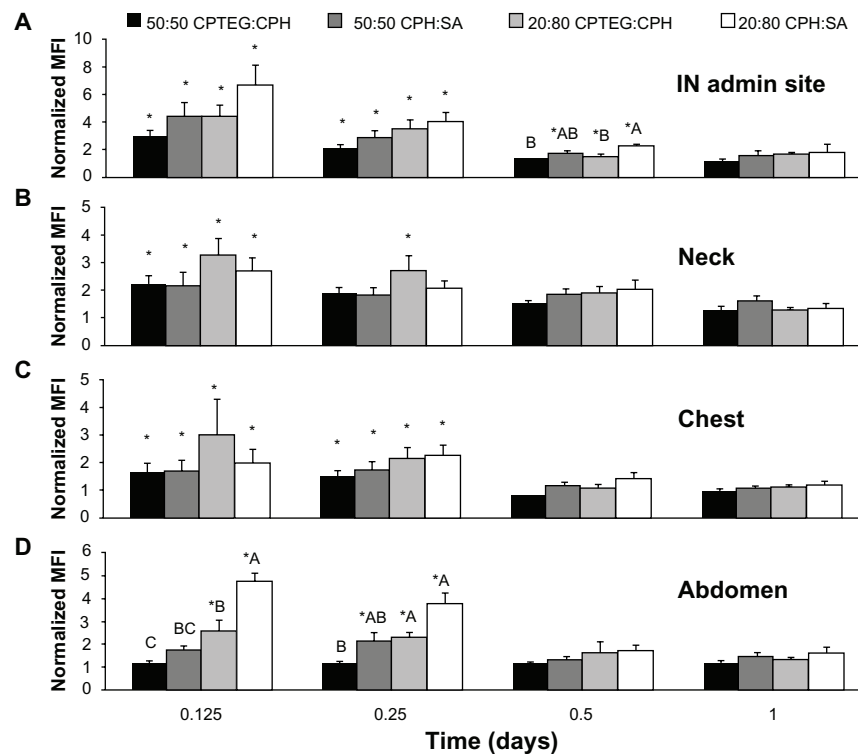 A
50:50 CPTEG:CPH 50:50 CPH:SA 20:80 CPTEG:CPH 20:80 CPH:SA
Normalized MFI
10
8
6
4
2
0
* * * *
* * * *
B *AB *B *A
IN admin site
B
Normalized MFI
5
4
3
2
1
0
* * * *
*
Neck
C
Normalized MFI
5
4
3
2
1
0
* * * *
* * * *
Chest
D
Normalized MFI
6
5
4
3
2
1
0
C BC *B *A
B *AB *A *A
Abdomen
0.125 0.25 0.5 1
Time (days)